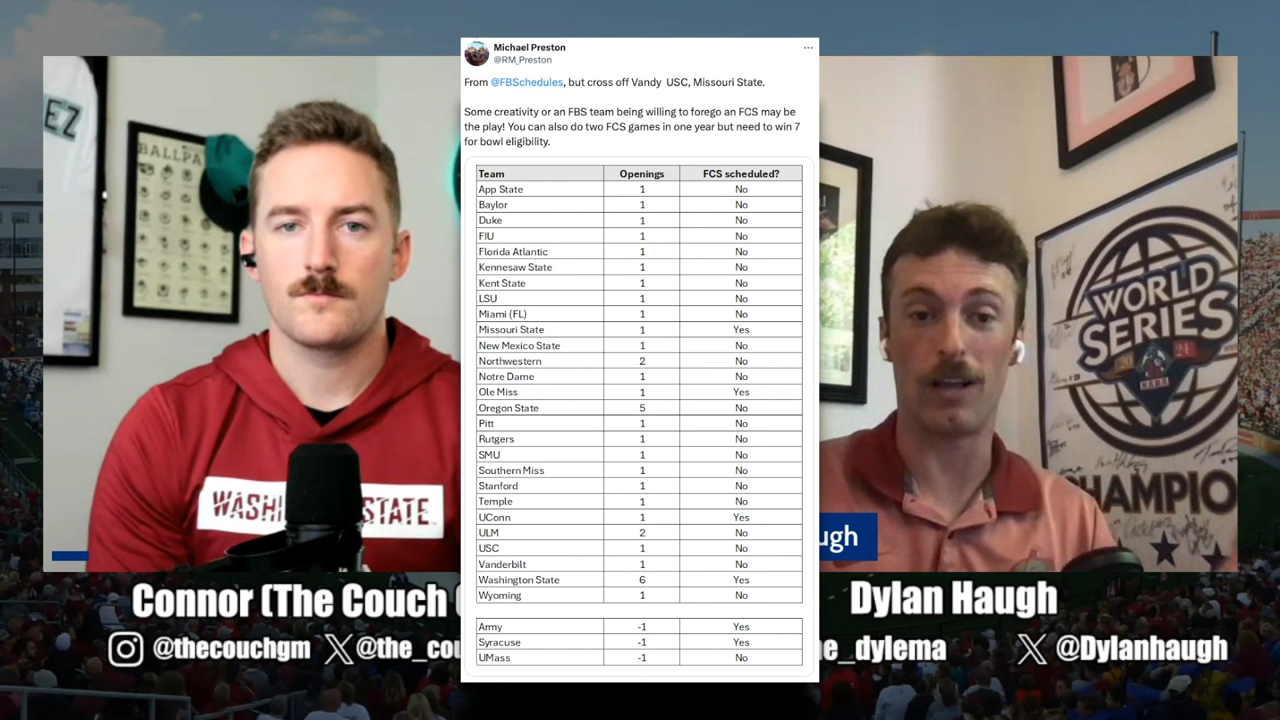 EZ
BALLPA
WASHI STATE
Michael Preston
@RM_Preston
From @FBSchedules, but cross off Vandy USC, Missouri State.
Some creativity or an FBS team being willing to forego an FCS may be
the play! You can also do two FCS games in one year but need to win 7
for bowl eligibility.
Team Openings FCS scheduled?
App State 1 No
Baylor 1 No
Duke 1 No
FIU 1 No
Florida Atlantic 1 No
Kennesaw State 1 No
Kent State 1 No
LSU 1 No
Miami (FL) 1 No
Missouri State 1 Yes
New Mexico State 1 No
Northwestern 2 No
Notre Dame 1 No
Ole Miss 1 Yes
Oregon State 5 No
Pitt 1 No
Rutgers 1 No
SMU 1 No
Southern Miss 1 No
Stanford 1 No
Temple 1 No
UConn 1 Yes
ULM 2 No
USC 1 No
Vanderbilt 1 No
Washington State 6 Yes
Wyoming 1 No
Army -1 Yes
Syracuse -1 Yes
UMass -1 No
WORLD
SERIES
20 24
CHAMPIO
ugh
Connor (The Couch
@thecouchgm @the_cou
Dylan Haugh
e_dylema @Dylanhaugh